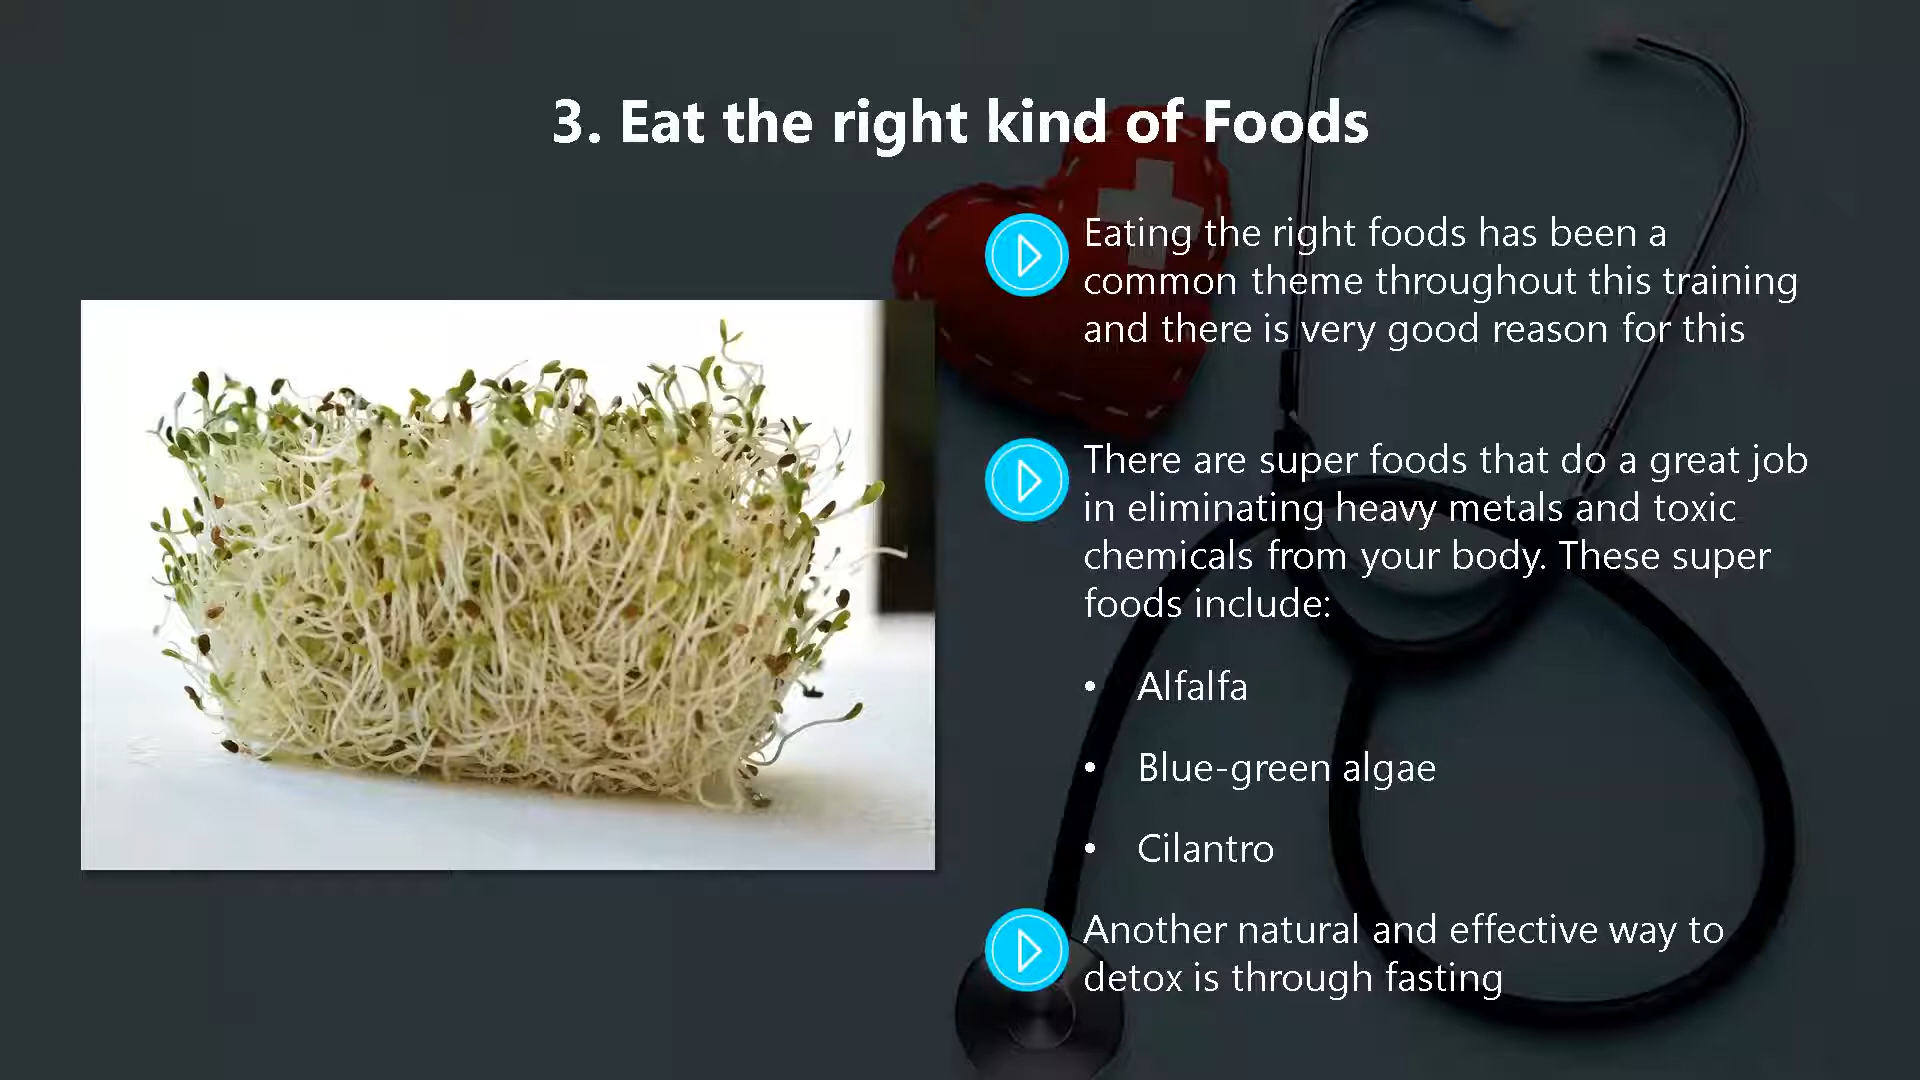 3. Eat the right kind of Foods
Eating the right foods has been a
common theme throughout this training
and there is very good reason for this
There are super foods that do a great job
in eliminating heavy metals and toxic
chemicals from your body. These super
foods include:
• Alfalfa
• Blue-green algae
• Cilantro
Another natural and effective way to
detox is through fasting